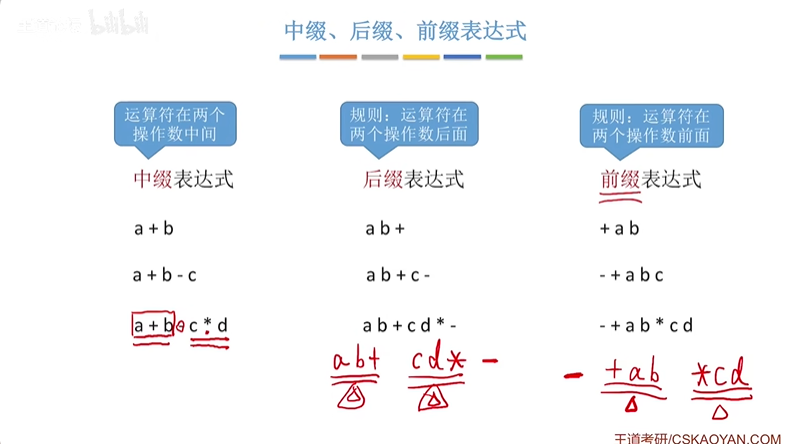 bilibili
中缀、后缀、前缀表达式
运算符在两个
操作数中间
规则：运算符在
两个操作数后面
规则：运算符在
两个操作数前面
中缀表达式
后缀表达式
前缀表达式
a + b
a b +
+ a b
a + b - c
a b + c -
- + a b c
a + b - c * d
a b + c d * -
- + a b * c d
ab+ cd* -
- +ab *cd
王道考研/CSKAOYAN.COM